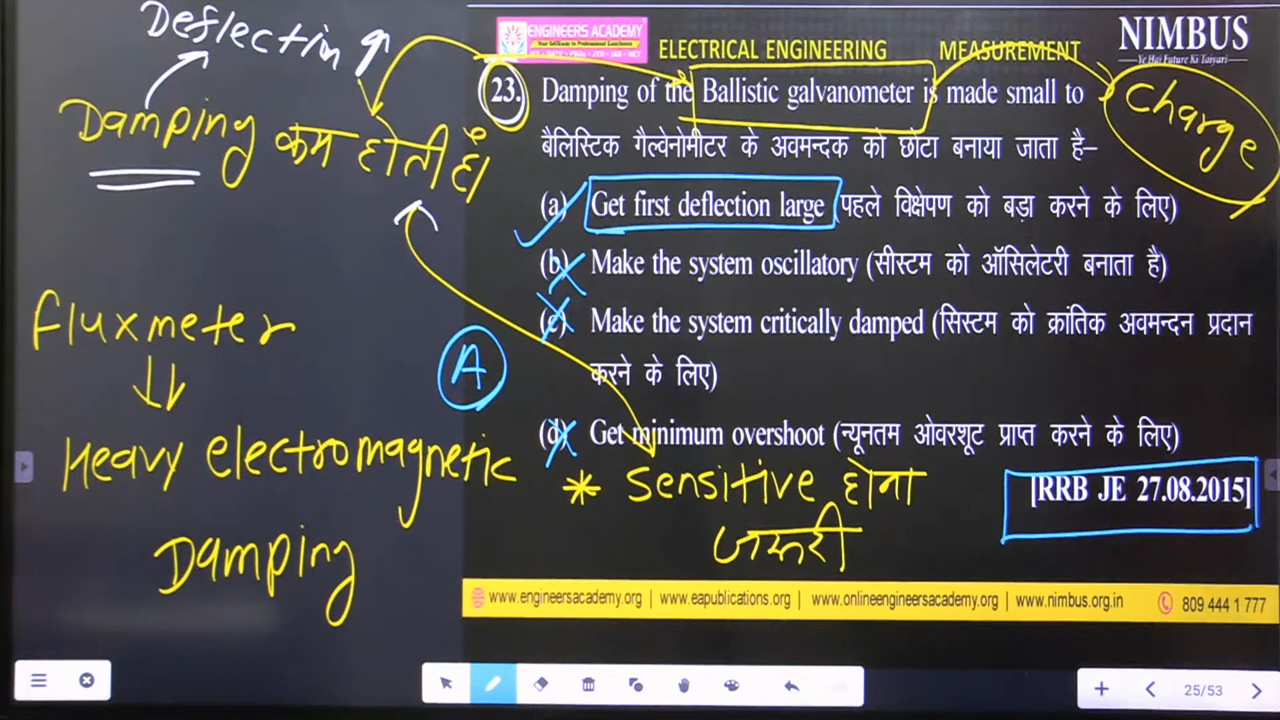 Deflecting
Damping कम होती है।
Fluxmeter
Heavy electromagnetic
Damping
ENGINEERS ACADEMY
ELECTRICAL ENGINEERING MEASUREMENT
NIMBUS
Ye Hai Future Ki Taiyari
23. Damping of the Ballistic galvanometer is made small to
Charge
बैलिस्टिक गैल्वेनोमीटर के अवमन्दक को छोटा बनाया जाता है–
(a) Get first deflection large (पहले विक्षेपण को बड़ा करने के लिए)
(b) Make the system oscillatory (सीस्टम को ऑसिलेटरी बनाता है)
(c) Make the system critically damped (सिस्टम को क्रांतिक अवमन्दन प्रदान
करने के लिए)
A
(d) Get minimum overshoot (न्यूनतम ओवरशूट प्राप्त करने के लिए)
* Sensitive होना
जरूरी
[RRB JE 27.08.2015]
www.engineersacademy.org | www.eapublications.org | www.onlineengineersacademy.org | www.nimbus.org.in 809 444 1 777
25/53